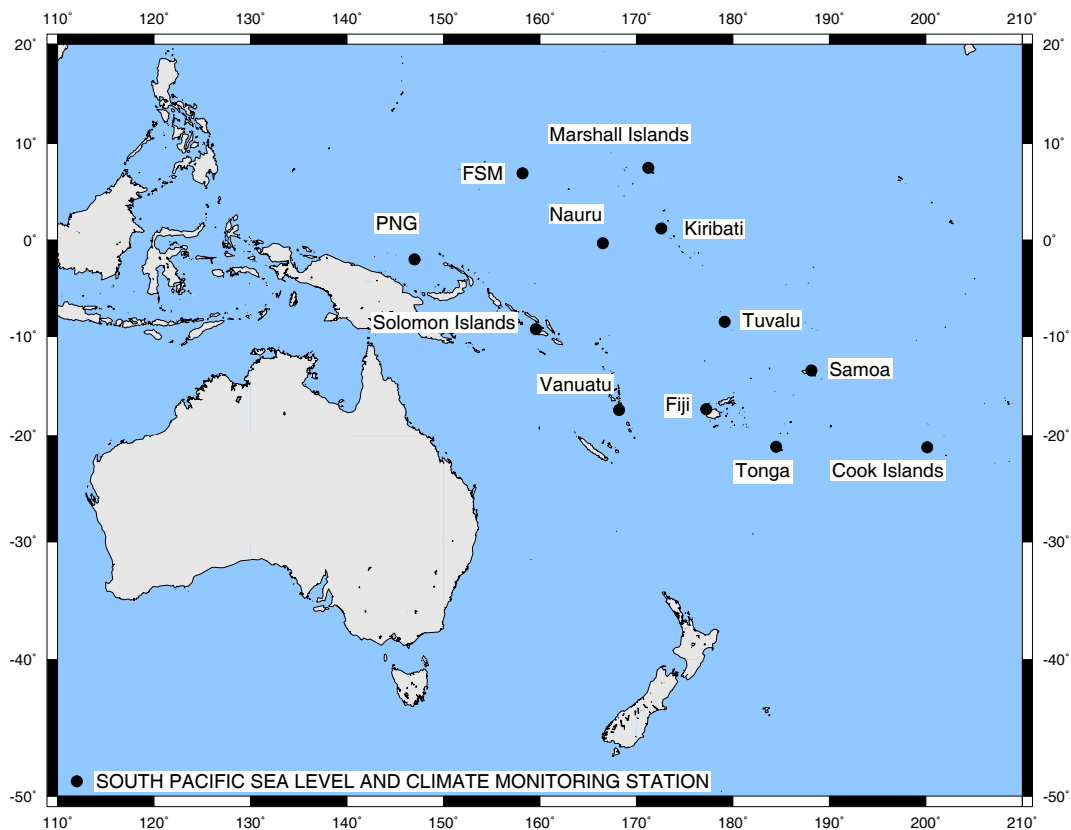 110˚ 120˚ 130˚ 140˚ 150˚ 160˚ 170˚ 180˚ 190˚ 200˚ 210˚
20˚ 20˚
Marshall Islands
10˚ 10˚
FSM
Nauru
PNG
Kiribati
0˚ 0˚
Solomon Islands
Tuvalu
-10˚ -10˚
Samoa
Vanuatu
Fiji
-20˚ -20˚
Tonga
Cook Islands
-30˚ -30˚
-40˚ -40˚
SOUTH PACIFIC SEA LEVEL AND CLIMATE MONITORING STATION
-50˚ -50˚
110˚ 120˚ 130˚ 140˚ 150˚ 160˚ 170˚ 180˚ 190˚ 200˚ 210˚